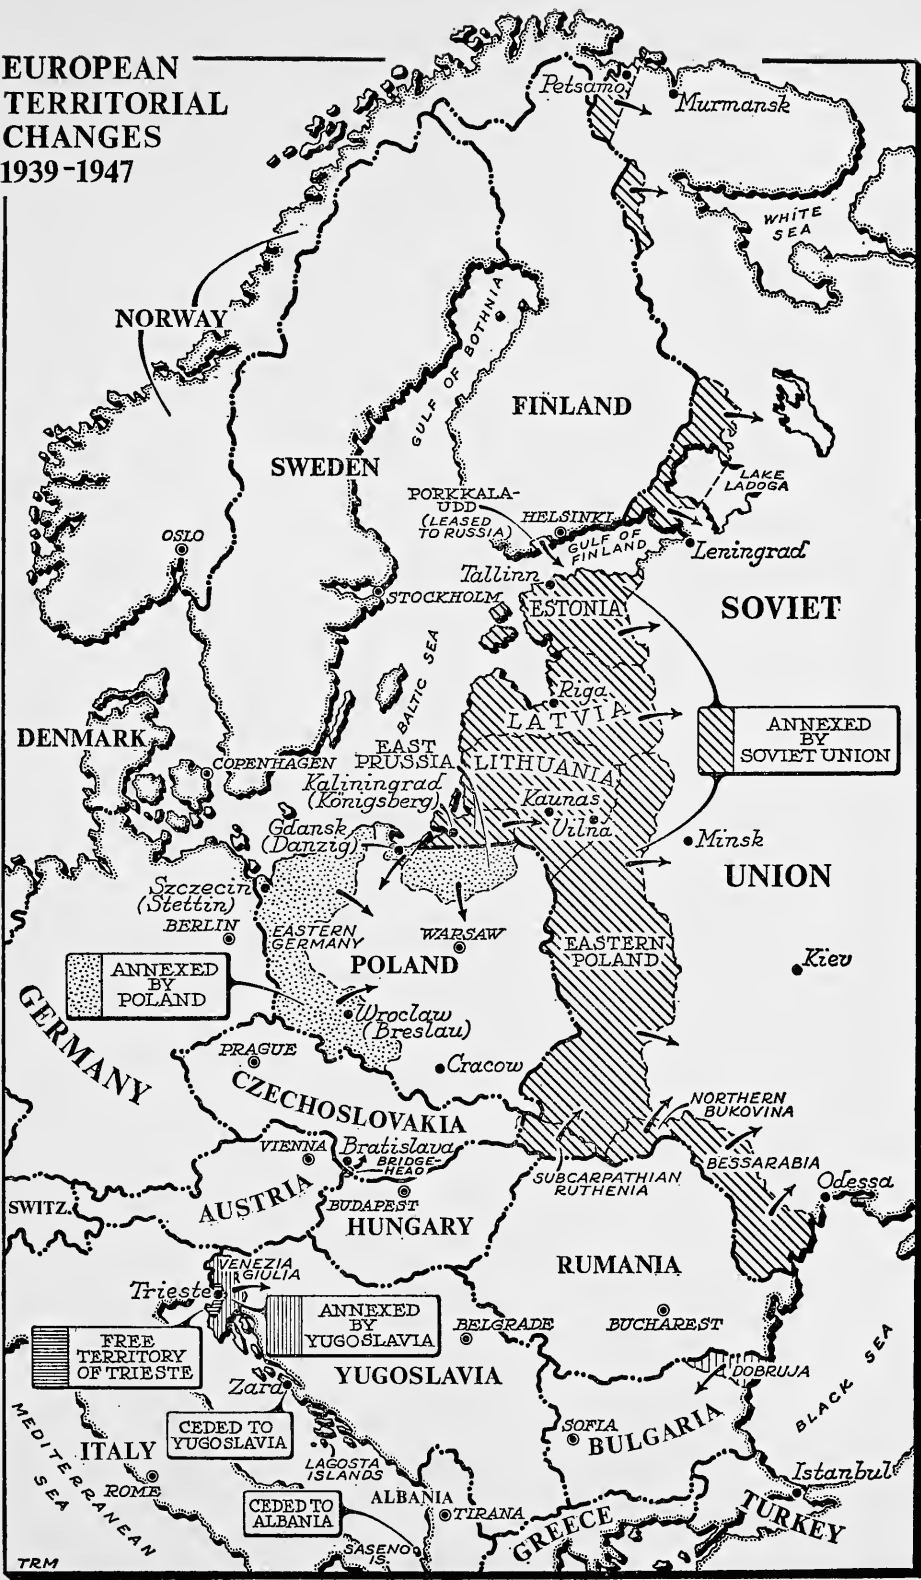 EUROPEAN
TERRITORIAL
CHANGES
1939-1947
Petsamo
Murmansk
WHITE
SEA
NORWAY
GULF OF BOTHNIA
FINLAND
SWEDEN
LAKE
LADOGA
PORKKALA-
UDD
(LEASED
TO RUSSIA)
HELSINKI
GULF OF
FINLAND
Leningrad
OSLO
Tallinn
STOCKHOLM
ESTONIA
SOVIET
BALTIC SEA
Riga
LATVIA
ANNEXED
BY
SOVIET UNION
DENMARK
COPENHAGEN
EAST
PRUSSIA
LITHUANIA
Kaliningrad
(Königsberg)
Kaunas
Vilna
Gdansk
(Danzig)
Minsk
UNION
Szczecin
(Stettin)
BERLIN
EASTERN
GERMANY
WARSAW
EASTERN
POLAND
Kiev
ANNEXED
BY
POLAND
POLAND
Wroclaw
(Breslau)
GERMANY
PRAGUE
Cracow
CZECHOSLOVAKIA
NORTHERN
BUKOVINA
VIENNA
Bratislava
BRIDGE-
HEAD
BESSARABIA
SUBCARPATHIAN
RUTHENIA
Odessa
SWITZ.
AUSTRIA
BUDAPEST
HUNGARY
RUMANIA
VENEZIA
GIULIA
Trieste
ANNEXED
BY
YUGOSLAVIA
BELGRADE
BUCHAREST
FREE
TERRITORY
OF TRIESTE
YUGOSLAVIA
DOBRUJA
BLACK SEA
Zara
CEDED TO
YUGOSLAVIA
SOFIA
BULGARIA
MEDITERRANEAN
SEA
ITALY
ROME
LAGOSTA
ISLANDS
ALBANIA
TIRANA
Istanbul
CEDED TO
ALBANIA
SASENO
IS.
GREECE
TURKEY
TRM